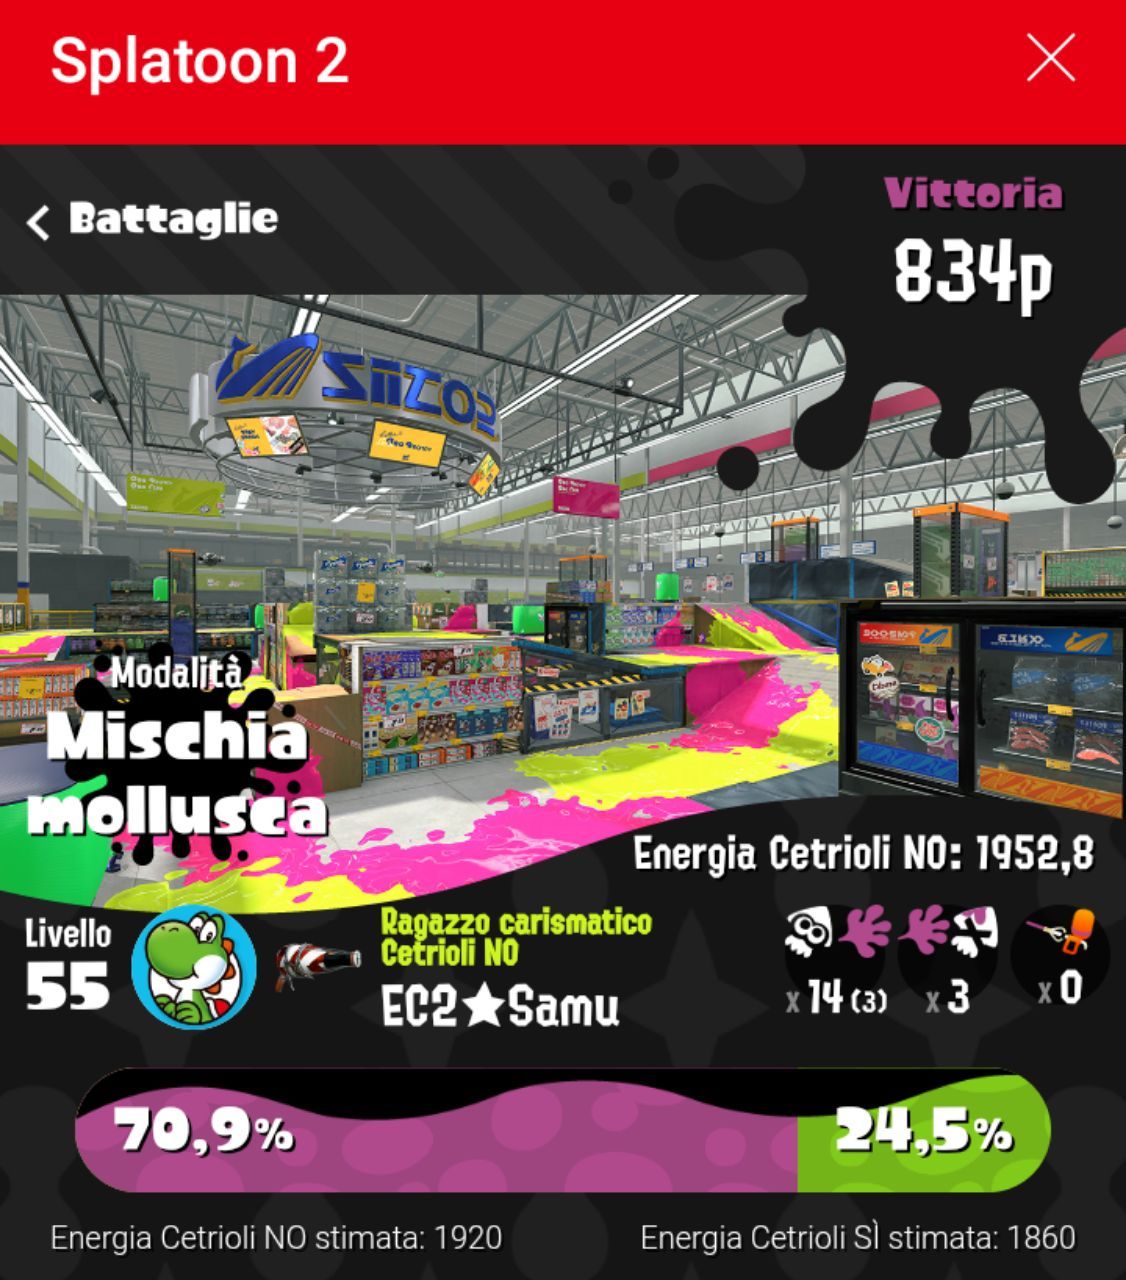 Splatoon 2
Battaglie
Vittoria
834p
Modalità
Mischia
mollusca
Energia Cetrioli NO: 1952,8
Livello
55
Ragazzo carismatico
Cetrioli NO
EC2★Samu
x 14 (3)
x 3
x 0
70,9%
24,5%
Energia Cetrioli NO stimata: 1920
Energia Cetrioli SÌ stimata: 1860